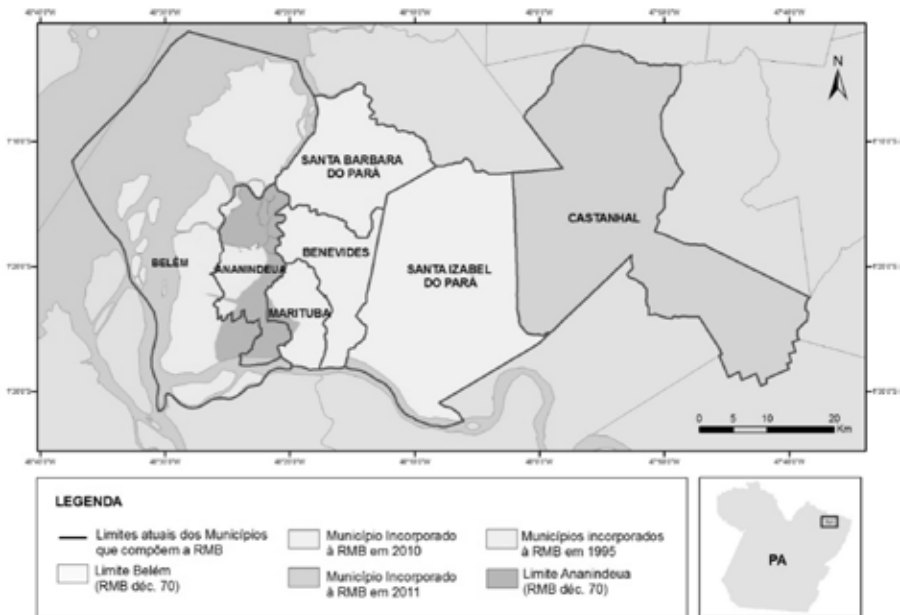 N
SANTA BARBARA
DO PARÁ
CASTANHAL
BELÉM
ANANINDEUA
BENEVIDES
SANTA IZABEL
DO PARÁ
MARITUBA
0 5 10 20
Km
LEGENDA
Limites atuais dos Municípios
que compõem a RMB
Limite Belém
(RMB déc. 70)
Município Incorporado
à RMB em 2010
Município Incorporado
à RMB em 2011
Municípios incorporados
à RMB em 1995
Limite Ananindeua
(RMB déc. 70)
PA